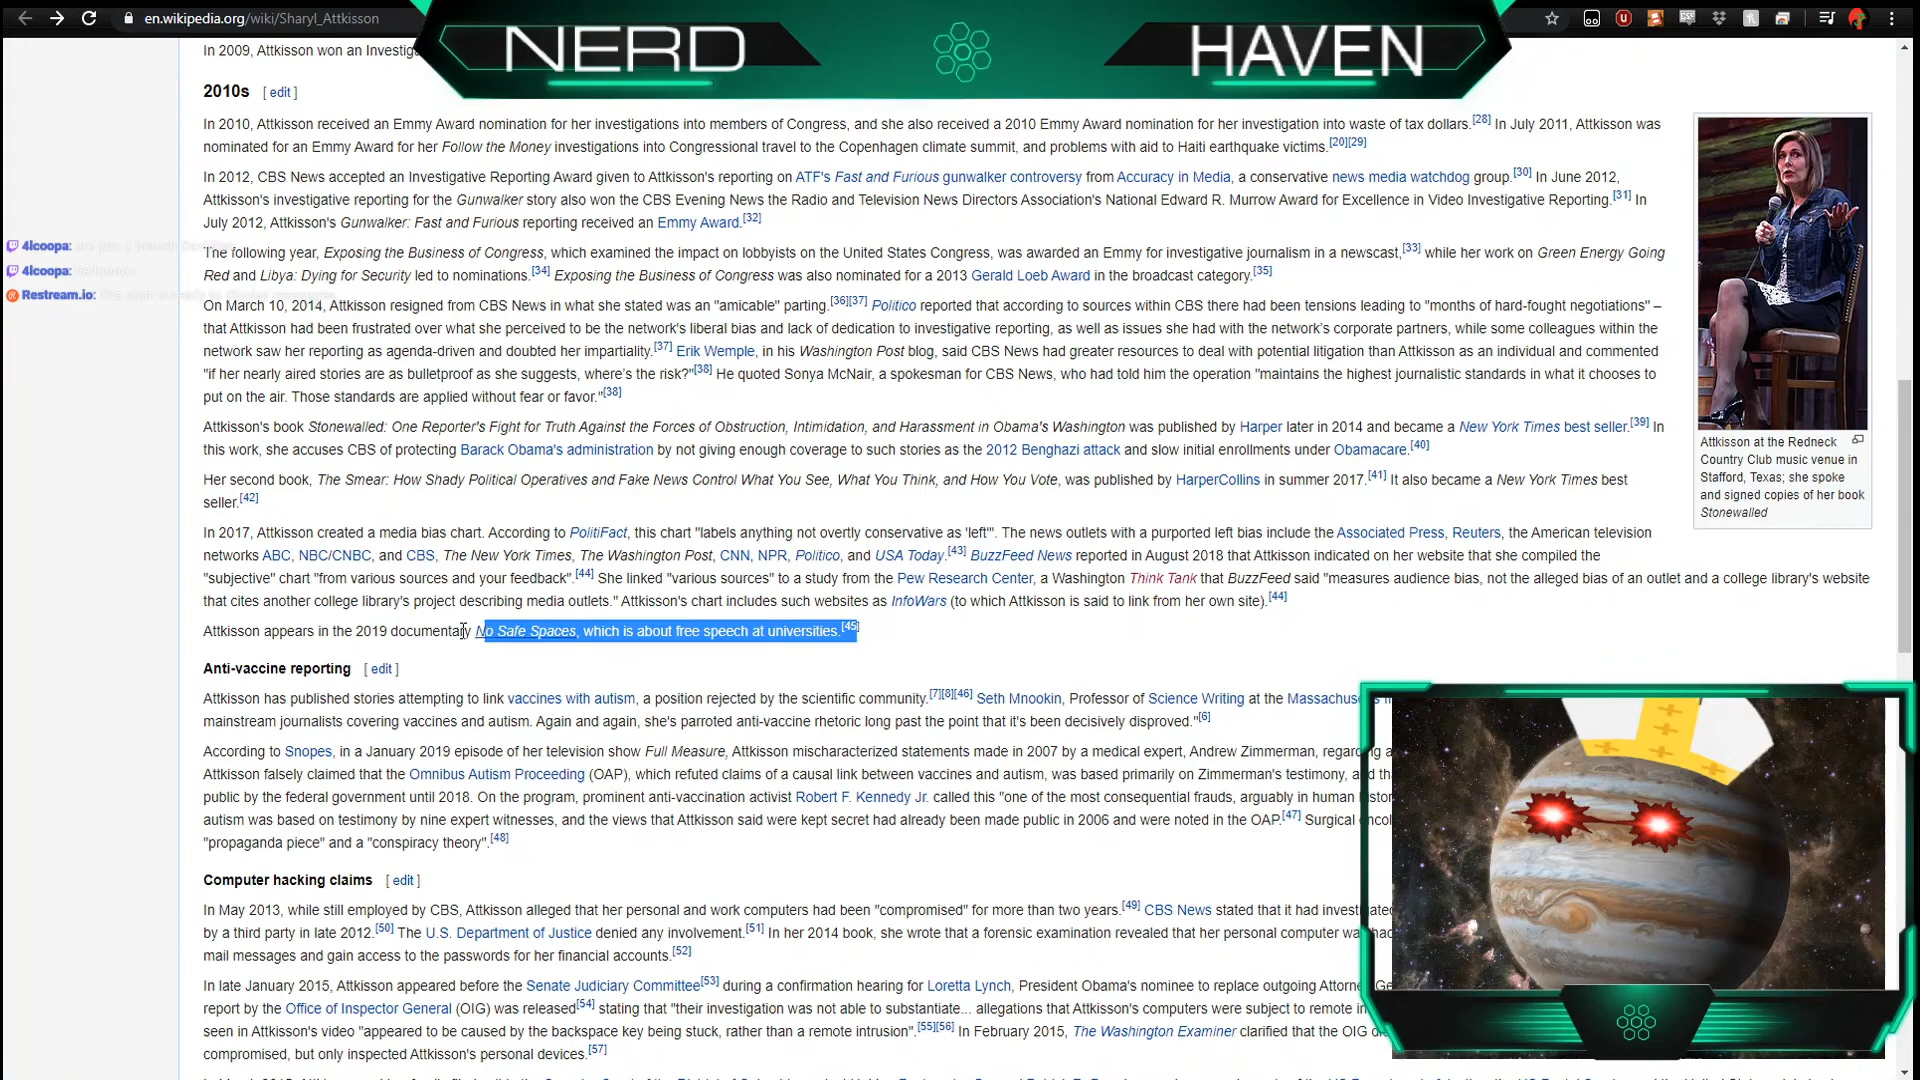 en.wikipedia.org/wiki/Sharyl_Attkisson
NERD HAVEN
In 2009, Attkisson won an Investiga
2010s [ edit ]
In 2010, Attkisson received an Emmy Award nomination for her investigations into members of Congress, and she also received a 2010 Emmy Award nomination for her investigation into waste of tax dollars.[28] In July 2011, Attkisson was
nominated for an Emmy Award for her Follow the Money investigations into Congressional travel to the Copenhagen climate summit, and problems with aid to Haiti earthquake victims.[20][29]
In 2012, CBS News accepted an Investigative Reporting Award given to Attkisson's reporting on ATF's Fast and Furious gunwalker controversy from Accuracy in Media, a conservative news media watchdog group.[30] In June 2012,
Attkisson's investigative reporting for the Gunwalker story also won the CBS Evening News the Radio and Television News Directors Association's National Edward R. Murrow Award for Excellence in Video Investigative Reporting.[31] In
July 2012, Attkisson's Gunwalker: Fast and Furious reporting received an Emmy Award.[32]
4lcoopa:
The following year, Exposing the Business of Congress, which examined the impact on lobbyists on the United States Congress, was awarded an Emmy for investigative journalism in a newscast,[33] while her work on Green Energy Going
4lcoopa:
Red and Libya: Dying for Security led to nominations.[34] Exposing the Business of Congress was also nominated for a 2013 Gerald Loeb Award in the broadcast category.[35]
Restream.io:
On March 10, 2014, Attkisson resigned from CBS News in what she stated was an "amicable" parting.[36][37] Politico reported that according to sources within CBS there had been tensions leading to "months of hard-fought negotiations" –
that Attkisson had been frustrated over what she perceived to be the network's liberal bias and lack of dedication to investigative reporting, as well as issues she had with the network's corporate partners, while some colleagues within the
network saw her reporting as agenda-driven and doubted her impartiality.[37] Erik Wemple, in his Washington Post blog, said CBS News had greater resources to deal with potential litigation than Attkisson as an individual and commented
"if her nearly aired stories are as bulletproof as she suggests, where's the risk?"[38] He quoted Sonya McNair, a spokesman for CBS News, who had told him the operation "maintains the highest journalistic standards in what it chooses to
put on the air. Those standards are applied without fear or favor."[38]
Attkisson's book Stonewalled: One Reporter's Fight for Truth Against the Forces of Obstruction, Intimidation, and Harassment in Obama's Washington was published by Harper later in 2014 and became a New York Times best seller.[39] In
this work, she accuses CBS of protecting Barack Obama's administration by not giving enough coverage to such stories as the 2012 Benghazi attack and slow initial enrollments under Obamacare.[40]
Her second book, The Smear: How Shady Political Operatives and Fake News Control What You See, What You Think, and How You Vote, was published by HarperCollins in summer 2017.[41] It also became a New York Times best
seller.[42]
Attkisson at the Redneck
Country Club music venue in
Stafford, Texas; she spoke
and signed copies of her book
Stonewalled
In 2017, Attkisson created a media bias chart. According to PolitiFact, this chart "labels anything not overtly conservative as 'left'". The news outlets with a purported left bias include the Associated Press, Reuters, the American television
networks ABC, NBC/CNBC, and CBS, The New York Times, The Washington Post, CNN, NPR, Politico, and USA Today.[43] BuzzFeed News reported in August 2018 that Attkisson indicated on her website that she compiled the
"subjective" chart "from various sources and your feedback".[44] She linked "various sources" to a study from the Pew Research Center, a Washington Think Tank that BuzzFeed said "measures audience bias, not the alleged bias of an outlet and a college library's website
that cites another college library's project describing media outlets." Attkisson's chart includes such websites as InfoWars (to which Attkisson is said to link from her own site).[44]
Attkisson appears in the 2019 documentary No Safe Spaces, which is about free speech at universities.[45]
Anti-vaccine reporting [ edit ]
Attkisson has published stories attempting to link vaccines with autism, a position rejected by the scientific community.[7][8][46] Seth Mnookin, Professor of Science Writing at the Massachuse
mainstream journalists covering vaccines and autism. Again and again, she's parroted anti-vaccine rhetoric long past the point that it's been decisively disproved."[6]
According to Snopes, in a January 2019 episode of her television show Full Measure, Attkisson mischaracterized statements made in 2007 by a medical expert, Andrew Zimmerman, regarding a
Attkisson falsely claimed that the Omnibus Autism Proceeding (OAP), which refuted claims of a causal link between vaccines and autism, was based primarily on Zimmerman's testimony, and th
public by the federal government until 2018. On the program, prominent anti-vaccination activist Robert F. Kennedy Jr. called this "one of the most consequential frauds, arguably in human histor
autism was based on testimony by nine expert witnesses, and the views that Attkisson said were kept secret had already been made public in 2006 and were noted in the OAP.[47] Surgical oncol
"propaganda piece" and a "conspiracy theory".[48]
Computer hacking claims [ edit ]
In May 2013, while still employed by CBS, Attkisson alleged that her personal and work computers had been "compromised" for more than two years.[49] CBS News stated that it had investigat
by a third party in late 2012.[50] The U.S. Department of Justice denied any involvement.[51] In her 2014 book, she wrote that a forensic examination revealed that her personal computer was hac
mail messages and gain access to the passwords for her financial accounts.[52]
In late January 2015, Attkisson appeared before the Senate Judiciary Committee[53] during a confirmation hearing for Loretta Lynch, President Obama's nominee to replace outgoing Attorney Ge
report by the Office of Inspector General (OIG) was released[54] stating that "their investigation was not able to substantiate... allegations that Attkisson's computers were subject to remote in
seen in Attkisson's video "appeared to be caused by the backspace key being stuck, rather than a remote intrusion".[55][56] In February 2015, The Washington Examiner clarified that the OIG di
compromised, but only inspected Attkisson's personal devices.[57]